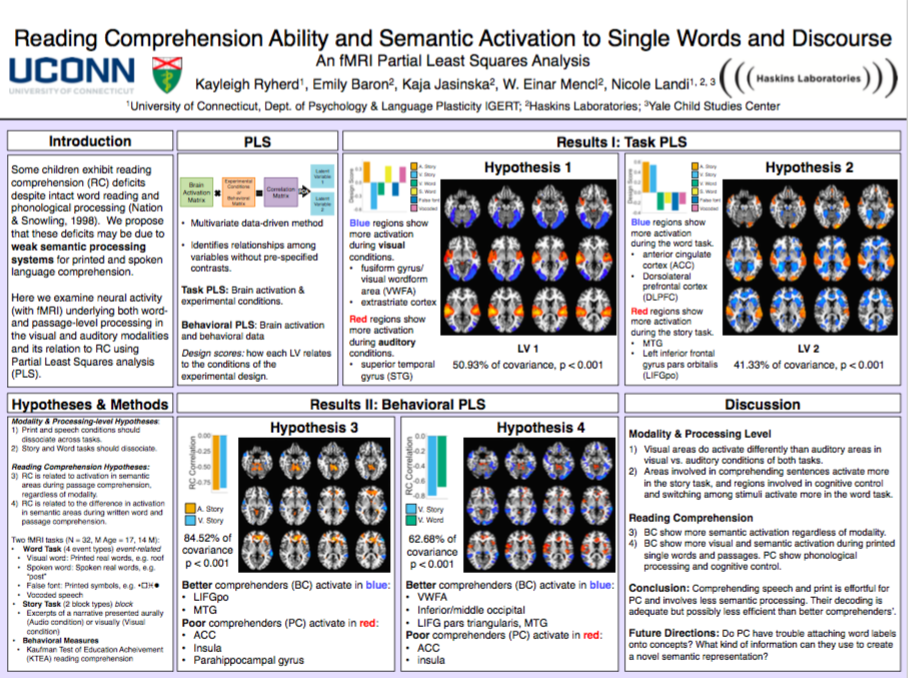 Reading Comprehension Ability and Semantic Activation to Single Words and Discourse
An fMRI Partial Least Squares Analysis
UCONN
UNIVERSITY OF CONNECTICUT
Kayleigh Ryherd1, Emily Baron2, Kaja Jasinska2, W. Einar Mencl2, Nicole Landi1, 2, 3
Haskins Laboratories
1University of Connecticut, Dept. of Psychology & Language Plasticity IGERT; 2Haskins Laboratories; 3Yale Child Studies Center
Introduction
Some children exhibit reading
comprehension (RC) deficits
despite intact word reading and
phonological processing (Nation
& Snowling, 1998). We propose
that these deficits may be due to
weak semantic processing
systems for printed and spoken
language comprehension.
Here we examine neural activity
(with fMRI) underlying both word-
and passage-level processing in
the visual and auditory modalities
and its relation to RC using
Partial Least Squares analysis
(PLS).
PLS
Brain
Activation
Matrix
Experimental
Conditions
or
Behavioral
Matrix
Correlation
Matrix
Latent
Variable
1
Latent
Variable
2
• Multivariate data-driven method
• Identifies relationships among
variables without pre-specified
contrasts.
Task PLS: Brain activation &
experimental conditions.
Behavioral PLS: Brain activation
and behavioral data
Design scores: how each LV relates
to the conditions of the
experimental design.
Results I: Task PLS
Hypothesis 1
Design Score
A. Story
V. Story
V. Word
S. Word
False font
Vocoded
Blue regions show
more activation
during visual
conditions.
• fusiform gyrus/
visual wordform
area (VWFA)
• extrastriate cortex
Red regions show
more activation
during auditory
conditions.
• superior temporal
gyrus (STG)
LV 1
50.93% of covariance, p < 0.001
Hypothesis 2
Design Score
A. Story
V. Story
V. Word
S. Word
False font
Vocoded
Blue regions show
more activation
during the word task.
• anterior cingulate
cortex (ACC)
• Dorsolateral
prefrontal cortex
(DLPFC)
Red regions show
more activation
during the story task.
• MTG
• Left inferior frontal
gyrus pars orbitalis
(LIFGpo)
LV 2
41.33% of covariance, p < 0.001
Hypotheses & Methods
Modality & Processing-level Hypotheses:
1) Print and speech conditions should
dissociate across tasks.
2) Story and Word tasks should dissociate.
Reading Comprehension Hypotheses:
3) RC is related to activation in semantic
areas during passage comprehension,
regardless of modality.
4) RC is related to the difference in activation
in semantic areas during written word and
passage comprehension.
Two fMRI tasks (N = 32, M Age = 17, 14 M):
• Word Task (4 event types) event-related
• Visual word: Printed real words, e.g. roof
• Spoken word: Spoken real words, e.g.
"post"
• False font: Printed symbols, e.g.
• Vocoded speech
• Story Task (2 block types) block
• Excerpts of a narrative presented aurally
(Audio condition) or visually (Visual
condition)
• Behavioral Measures
• Kaufman Test of Education Acheivement
(KTEA) reading comprehension
Results II: Behavioral PLS
Hypothesis 3
RC Correlation
0.00
-0.25
-0.50
-0.75
A. Story
V. Story
84.52% of
covariance
p < 0.001
Better comprehenders (BC) activate in blue:
• LIFGpo
• MTG
Poor comprehenders (PC) activate in red:
• ACC
• Insula
• Parahippocampal gyrus
Hypothesis 4
RC Correlation
0.0
-0.2
-0.4
-0.6
-0.8
V. Story
V. Word
62.68% of
covariance
p < 0.001
Better comprehenders (BC) activate in blue:
• VWFA
• Inferior/middle occipital
• LIFG pars triangularis, MTG
Poor comprehenders (PC) activate in red:
• ACC
• insula
Discussion
Modality & Processing Level
1) Visual areas do activate differently than auditory areas in
visual vs. auditory conditions of both tasks.
2) Areas involved in comprehending sentences activate more
in the story task, and regions involved in cognitive control
and switching among stimuli activate more in the word task.
Reading Comprehension
3) BC show more semantic activation regardless of modality.
4) BC show more visual and semantic activation during printed
single words and passages. PC show phonological
processing and cognitive control.
Conclusion: Comprehending speech and print is effortful for
PC and involves less semantic processing. Their decoding is
adequate but possibly less efficient than better comprehenders'.
Future Directions: Do PC have trouble attaching word labels
onto concepts? What kind of information can they use to create
a novel semantic representation?